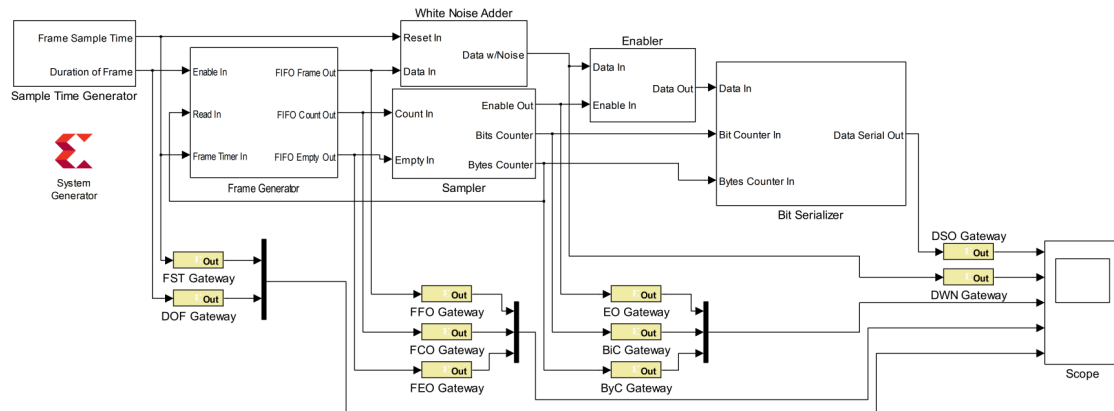 White Noise Adder
Frame Sample Time
Duration of Frame
Sample Time Generator
Enable In
Read In
Frame Timer In
FIFO Frame Out
FIFO Count Out
FIFO Empty Out
Frame Generator
Reset In
Data In
Data w/Noise
Count In
Empty In
Enable Out
Bits Counter
Bytes Counter
Sampler
Enabler
Data In
Enable In
Data Out
Data In
Bit Counter In
Bytes Counter In
Data Serial Out
Bit Serializer
System
Generator
Out
FST Gateway
Out
DOF Gateway
Out
FFO Gateway
Out
FCO Gateway
Out
FEO Gateway
Out
EO Gateway
Out
BiC Gateway
Out
ByC Gateway
DSO Gateway
Out
Out
DWN Gateway
Scope